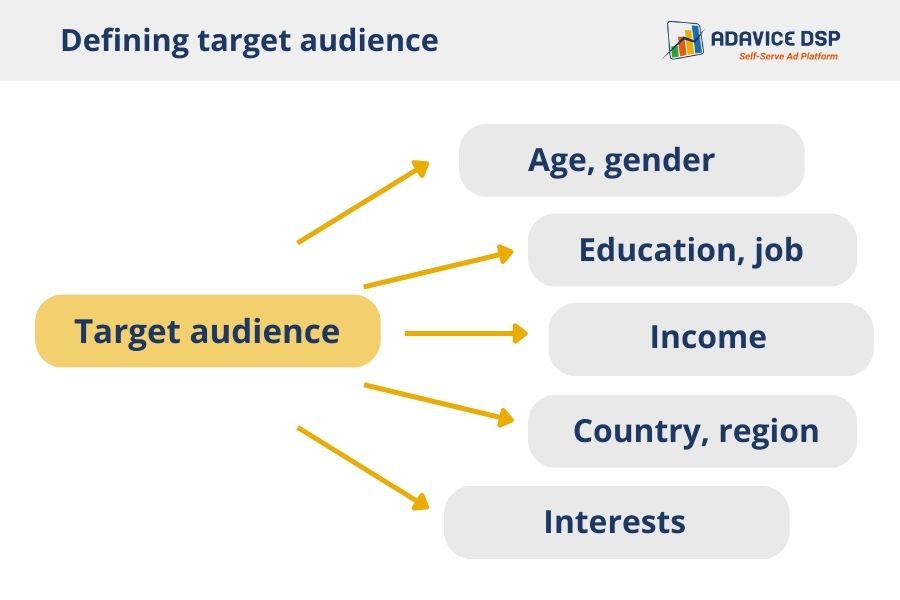 Defining target audience
ADAVICE DSP
Self-Serve Ad Platform
Age, gender
Education, job
Target audience
Income
Country, region
Interests